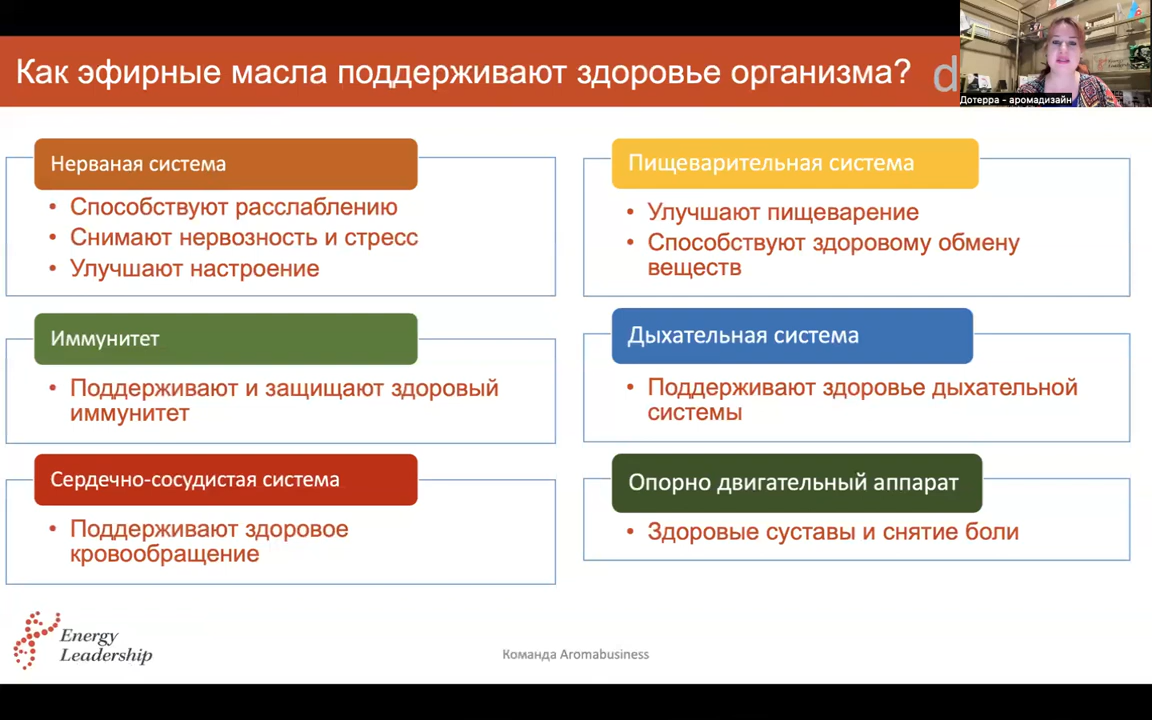 Как эфирные масла поддерживают здоровье организма?
d
Дотерра - аромадизайн
Нерваная система
• Способствуют расслаблению
• Снимают нервозность и стресс
• Улучшают настроение
Пищеварительная система
• Улучшают пищеварение
• Способствуют здоровому обмену
веществ
Иммунитет
• Поддерживают и защищают здоровый
иммунитет
Дыхательная система
• Поддерживают здоровье дыхательной
системы
Сердечно-сосудистая система
• Поддерживают здоровое
кровообращение
Опорно двигательный аппарат
• Здоровые суставы и снятие боли
Energy
Leadership
Команда Aromabusiness